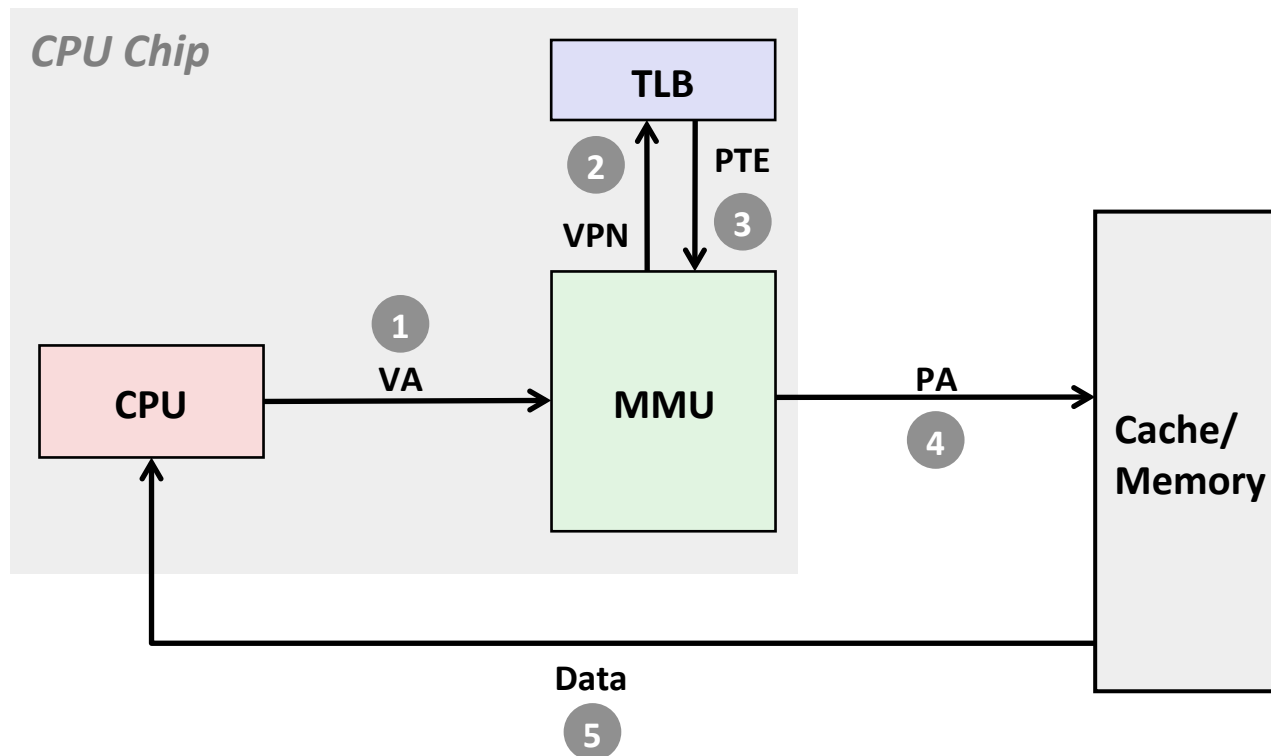 CPU Chip
TLB
2
PTE
VPN
3
1
VA
CPU
MMU
PA
4
Cache/
Memory
Data
5